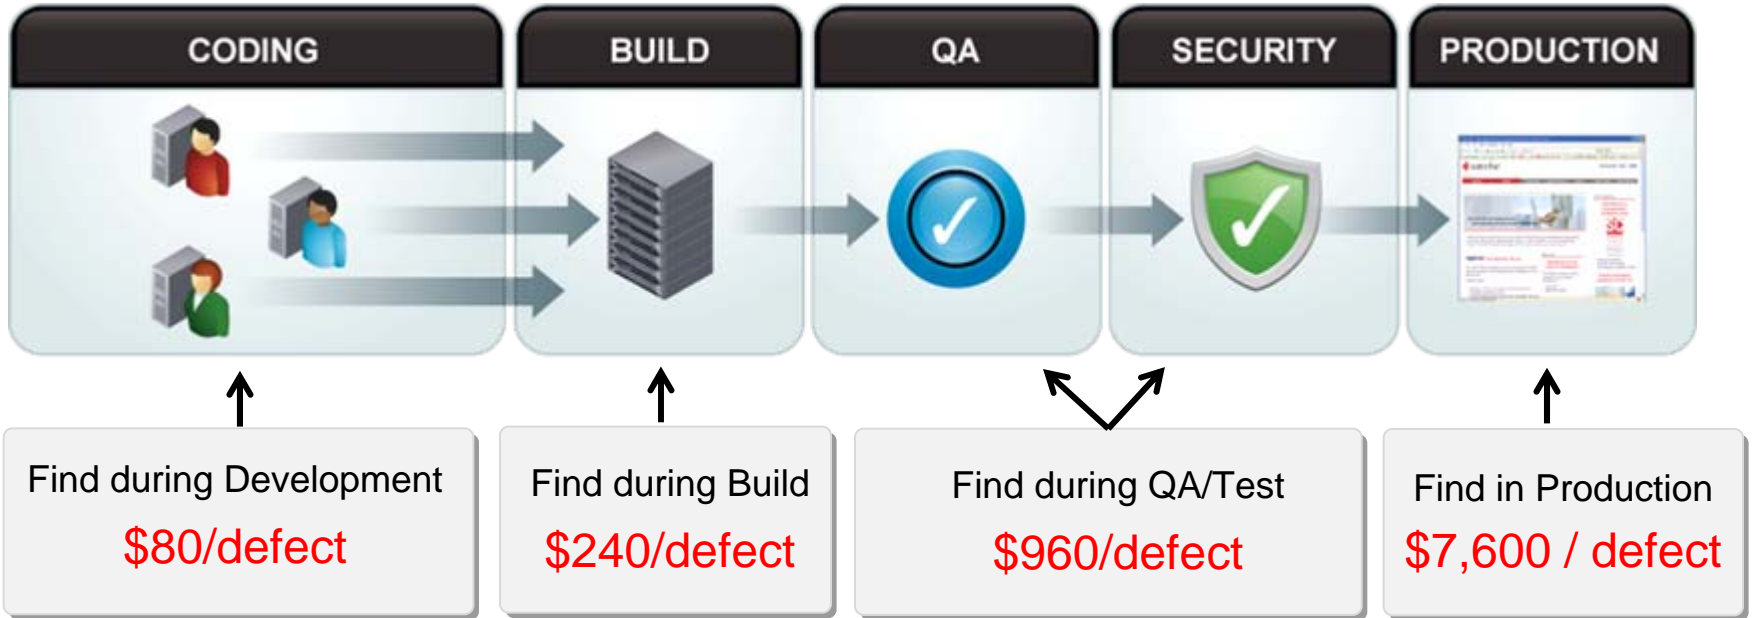 CODING
BUILD
QA
SECURITY
PRODUCTION
Find during Development
$80/defect
Find during Build
$240/defect
Find during QA/Test
$960/defect
Find in Production
$7,600 / defect